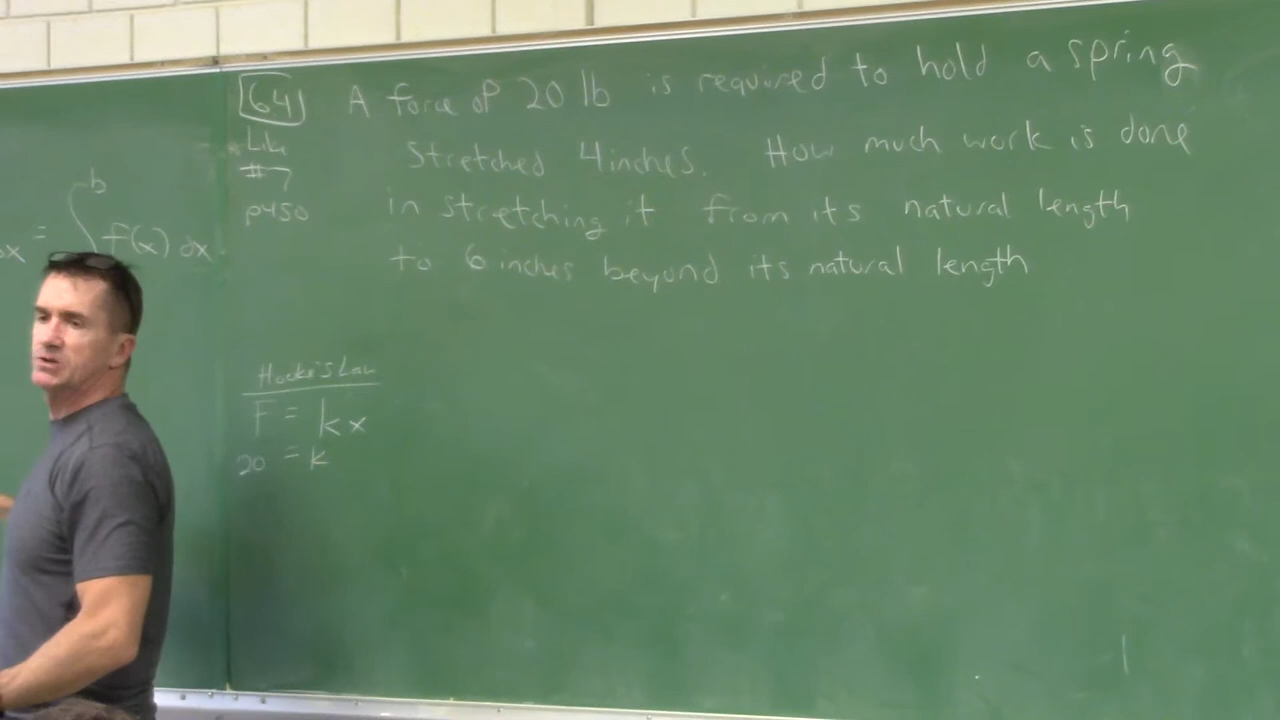 64 A force of 20 lb is required to hold a spring
Like
#7
p450
stretched 4 inches. How much work is done
in stretching it from its natural length
to 6 inches beyond its natural length
b
dx = ∫ f(x) dx
Hooke's Law
F = kx
20 = k